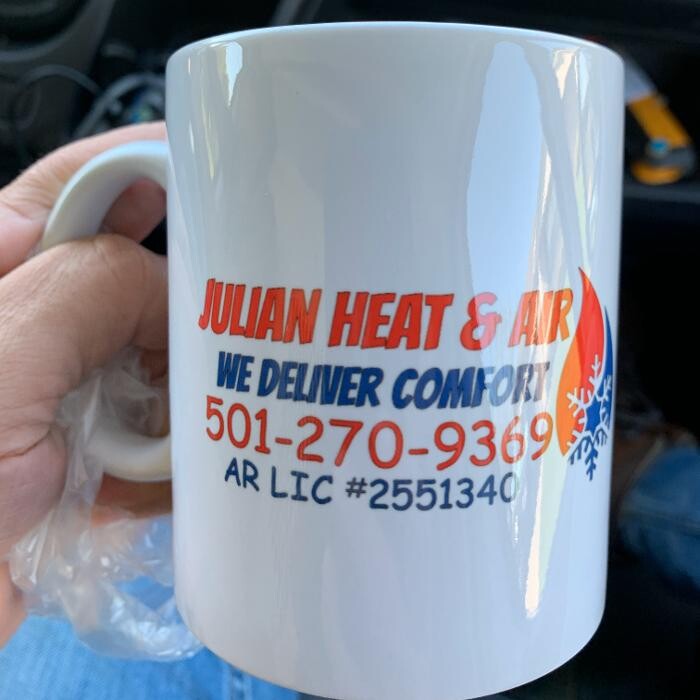 JULIAN HEAT & AIR
WE DELIVER COMFORT
501-270-9369
AR LIC #2551340